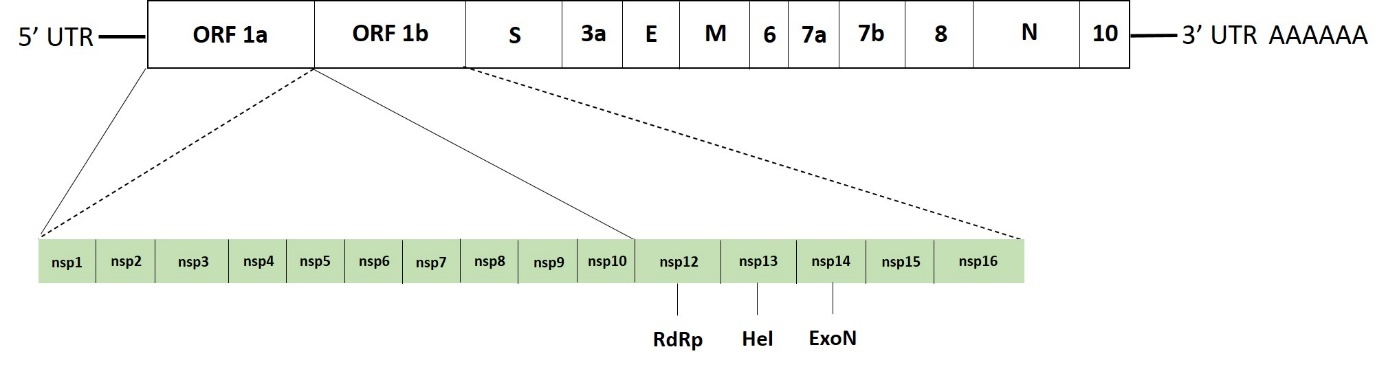 5’ UTR ORF 1a ORF 1b S 3a E M 6 7a 7b 8 N 10 3’ UTR AAAAAA
nsp1 nsp2 nsp3 nsp4 nsp5 nsp6 nsp7 nsp8 nsp9 nsp10 nsp12 nsp13 nsp14 nsp15 nsp16
RdRp Hel ExoN